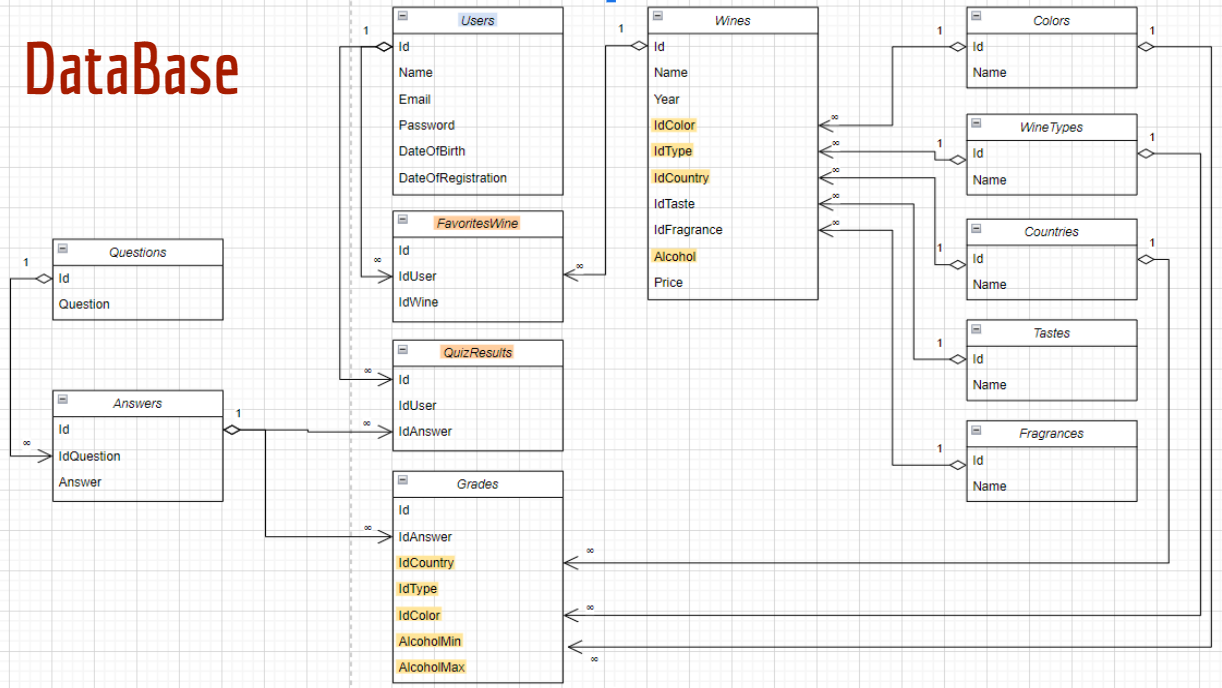 DataBase
Users
Id
Name
Email
Password
DateOfBirth
DateOfRegistration
1
FavoritesWine
Id
IdUser
IdWine
∞
∞
QuizResults
Id
IdUser
IdAnswer
∞
∞
Grades
Id
IdAnswer
IdCountry
IdType
IdColor
AlcoholMin
AlcoholMax
∞
∞
∞
∞
Questions
Id
Question
1
Answers
Id
IdQuestion
Answer
∞
1
Wines
Id
Name
Year
IdColor
IdType
IdCountry
IdTaste
IdFragrance
Alcohol
Price
1
∞
∞
∞
∞
∞
Colors
Id
Name
1
1
WineTypes
Id
Name
1
1
Countries
Id
Name
1
1
Tastes
Id
Name
1
Fragrances
Id
Name
1